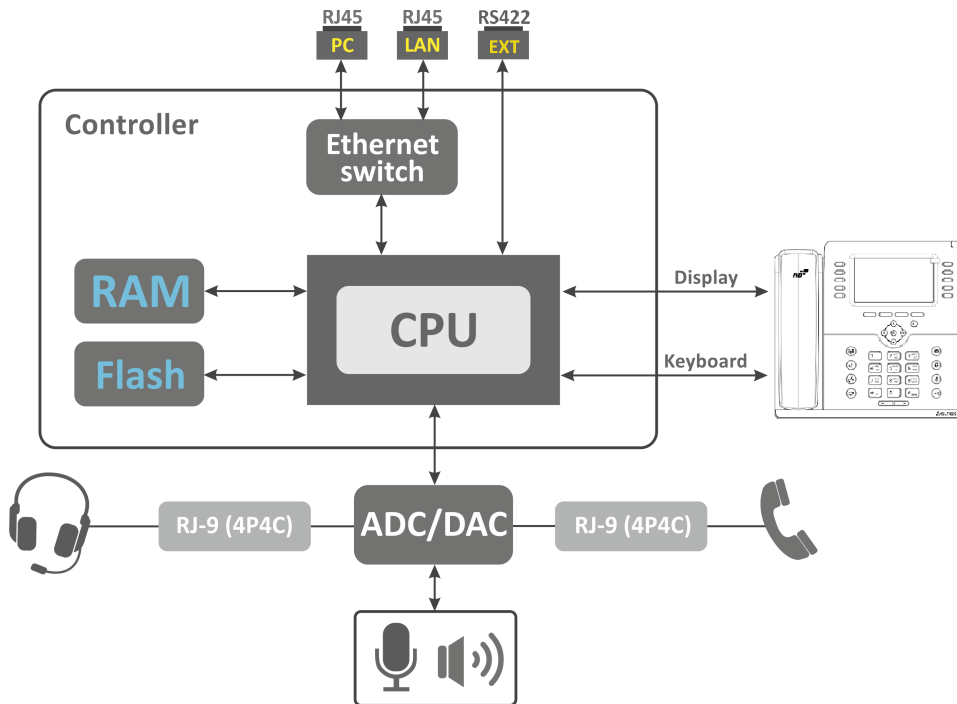 RJ45 RJ45 RS422
PC LAN EXT
Controller
Ethernet
switch
RAM
Display
CPU
Flash
Keyboard
RJ-9 (4P4C)
ADC/DAC
RJ-9 (4P4C)